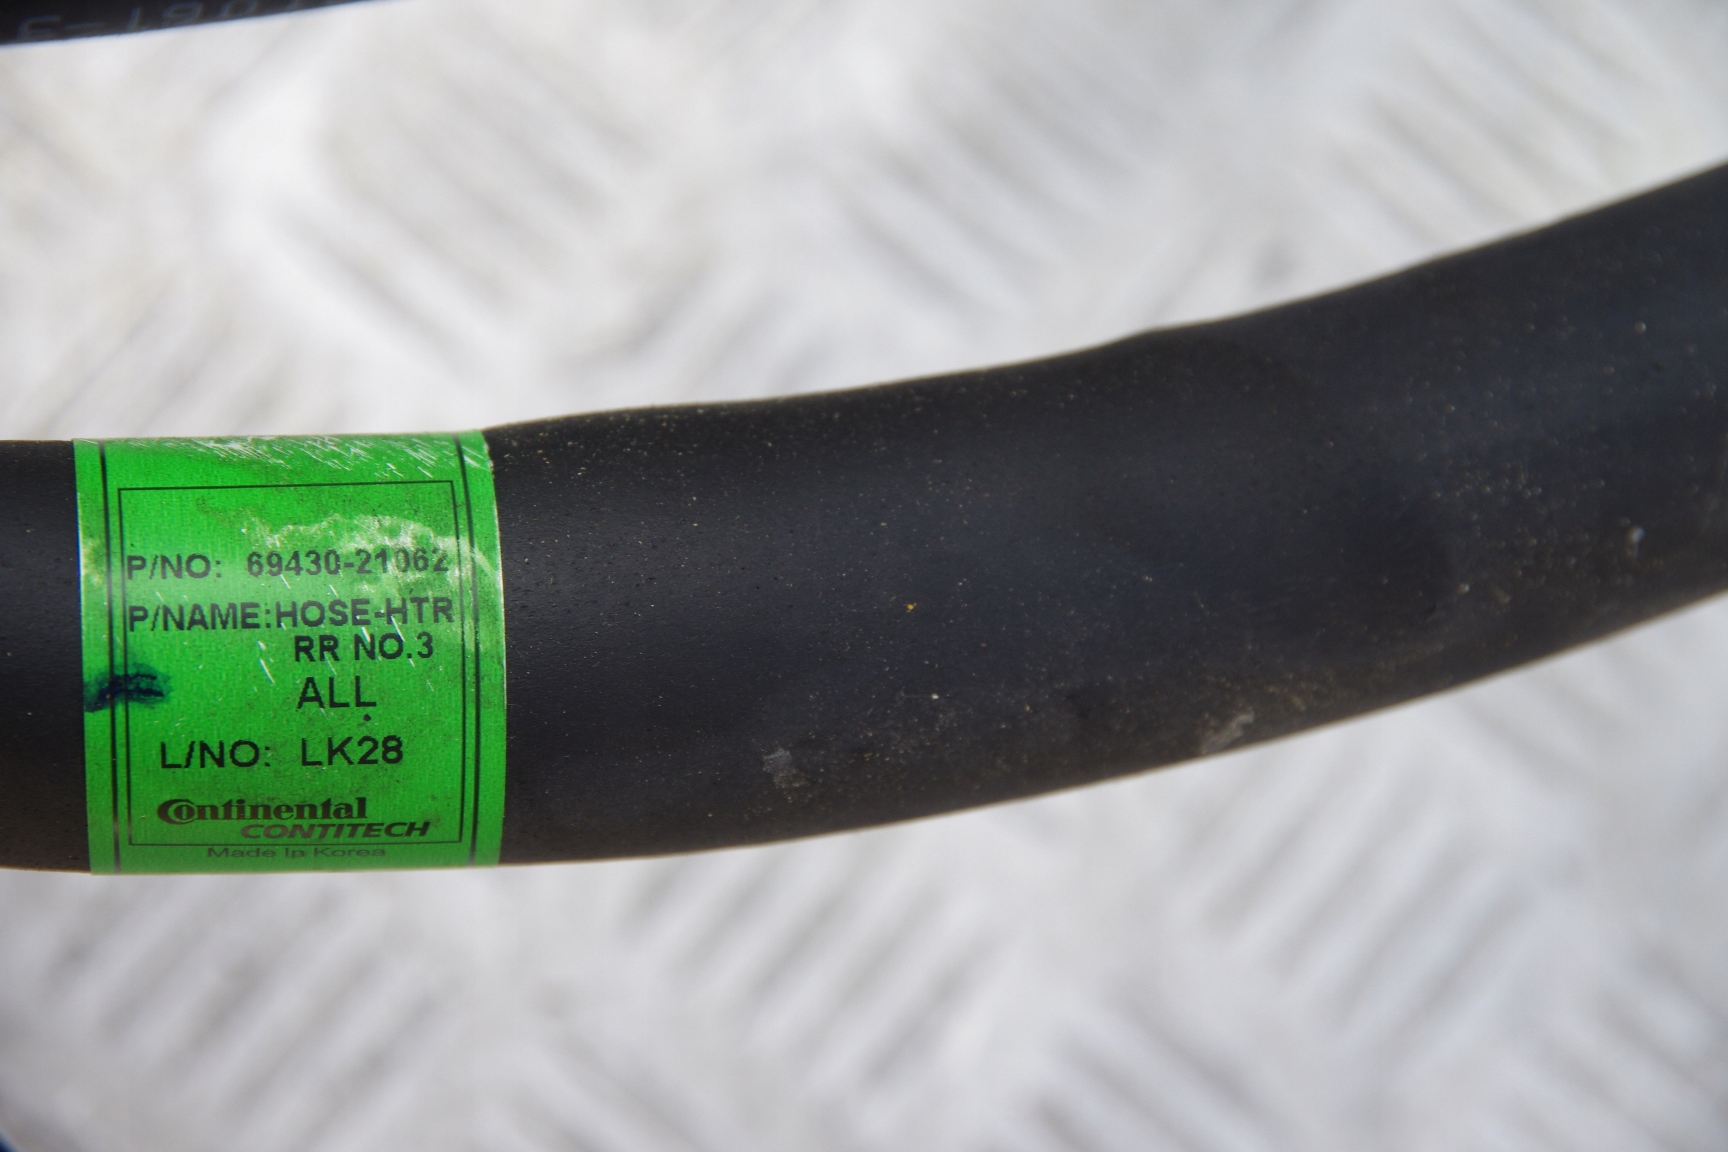 P/NO: 69430-21062
P/NAME:HOSE-HTR
RR NO.3
ALL
L/NO: LK28
Continental
CONTITECH
Made In Korea